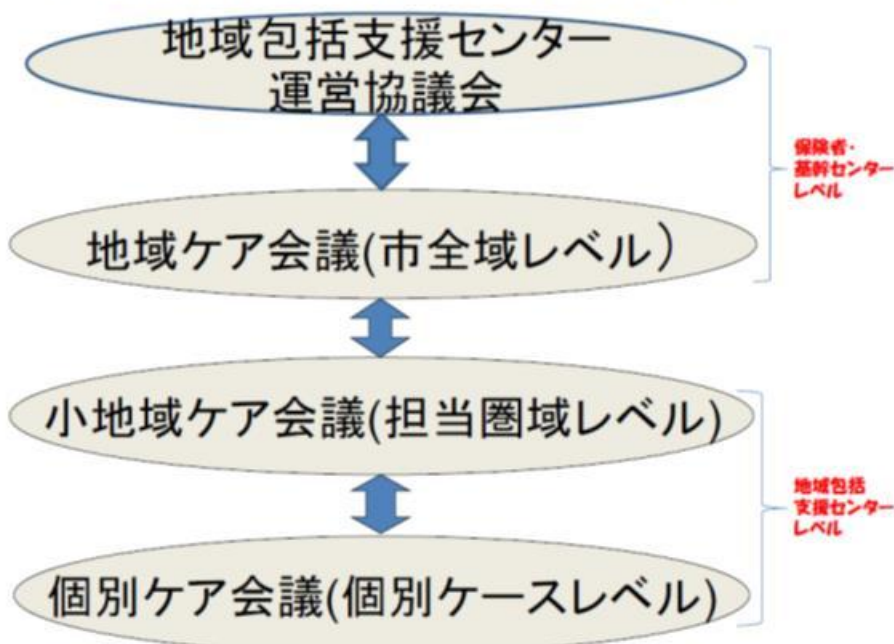 地域包括支援センター
運営協議会
保険者・
基幹センター
レベル
地域ケア会議(市全域レベル)
小地域ケア会議(担当圏域レベル)
地域包括
支援センター
レベル
個別ケア会議(個別ケースレベル)